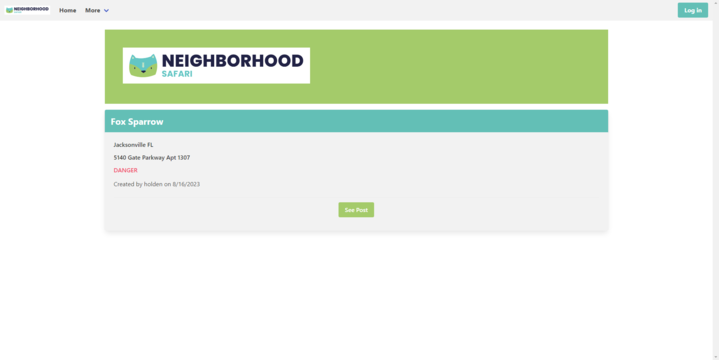 NEIGHBORHOOD
SAFARI
Home
More
Log in
NEIGHBORHOOD
SAFARI
Fox Sparrow
Jacksonville FL
5140 Gate Parkway Apt 1307
DANGER
Created by holden on 8/16/2023
See Post